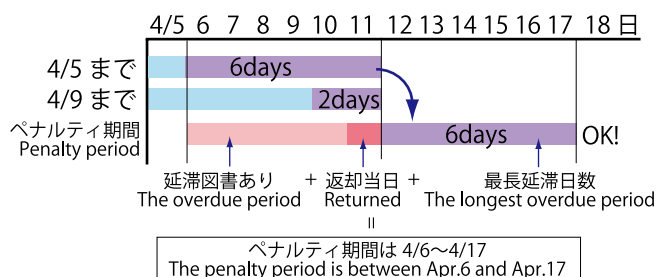 4/5 6 7 8 9 10 11 12 13 14 15 16 17 18 日
4/5 まで 6days
4/9 まで 2days
ペナルティ期間
Penalty period
6days OK!
延滞図書あり + 返却当日 + 最長延滞日数
The overdue period Returned The longest overdue period
=
ペナルティ期間は 4/6～4/17
The penalty period is between Apr.6 and Apr.17